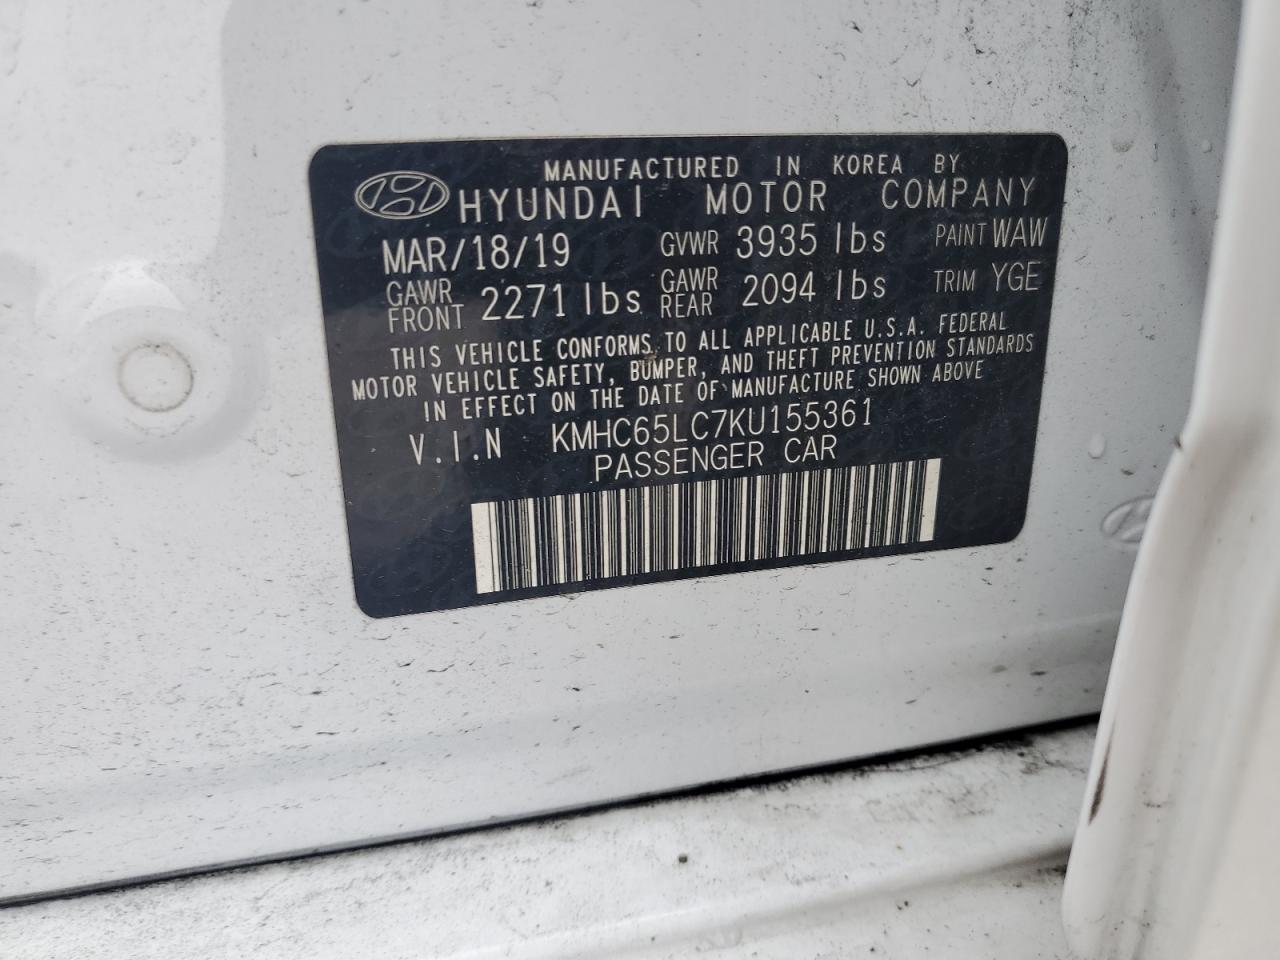 MANUFACTURED IN KOREA BY
HYUNDAI MOTOR COMPANY
MAR/18/19 GVWR 3935 lbs PAINT WAW
GAWR FRONT 2271 lbs GAWR REAR 2094 lbs TRIM YGE
THIS VEHICLE CONFORMS TO ALL APPLICABLE U.S.A. FEDERAL
MOTOR VEHICLE SAFETY, BUMPER, AND THEFT PREVENTION STANDARDS
IN EFFECT ON THE DATE OF MANUFACTURE SHOWN ABOVE
V.I.N KMHC65LC7KU155361
PASSENGER CAR